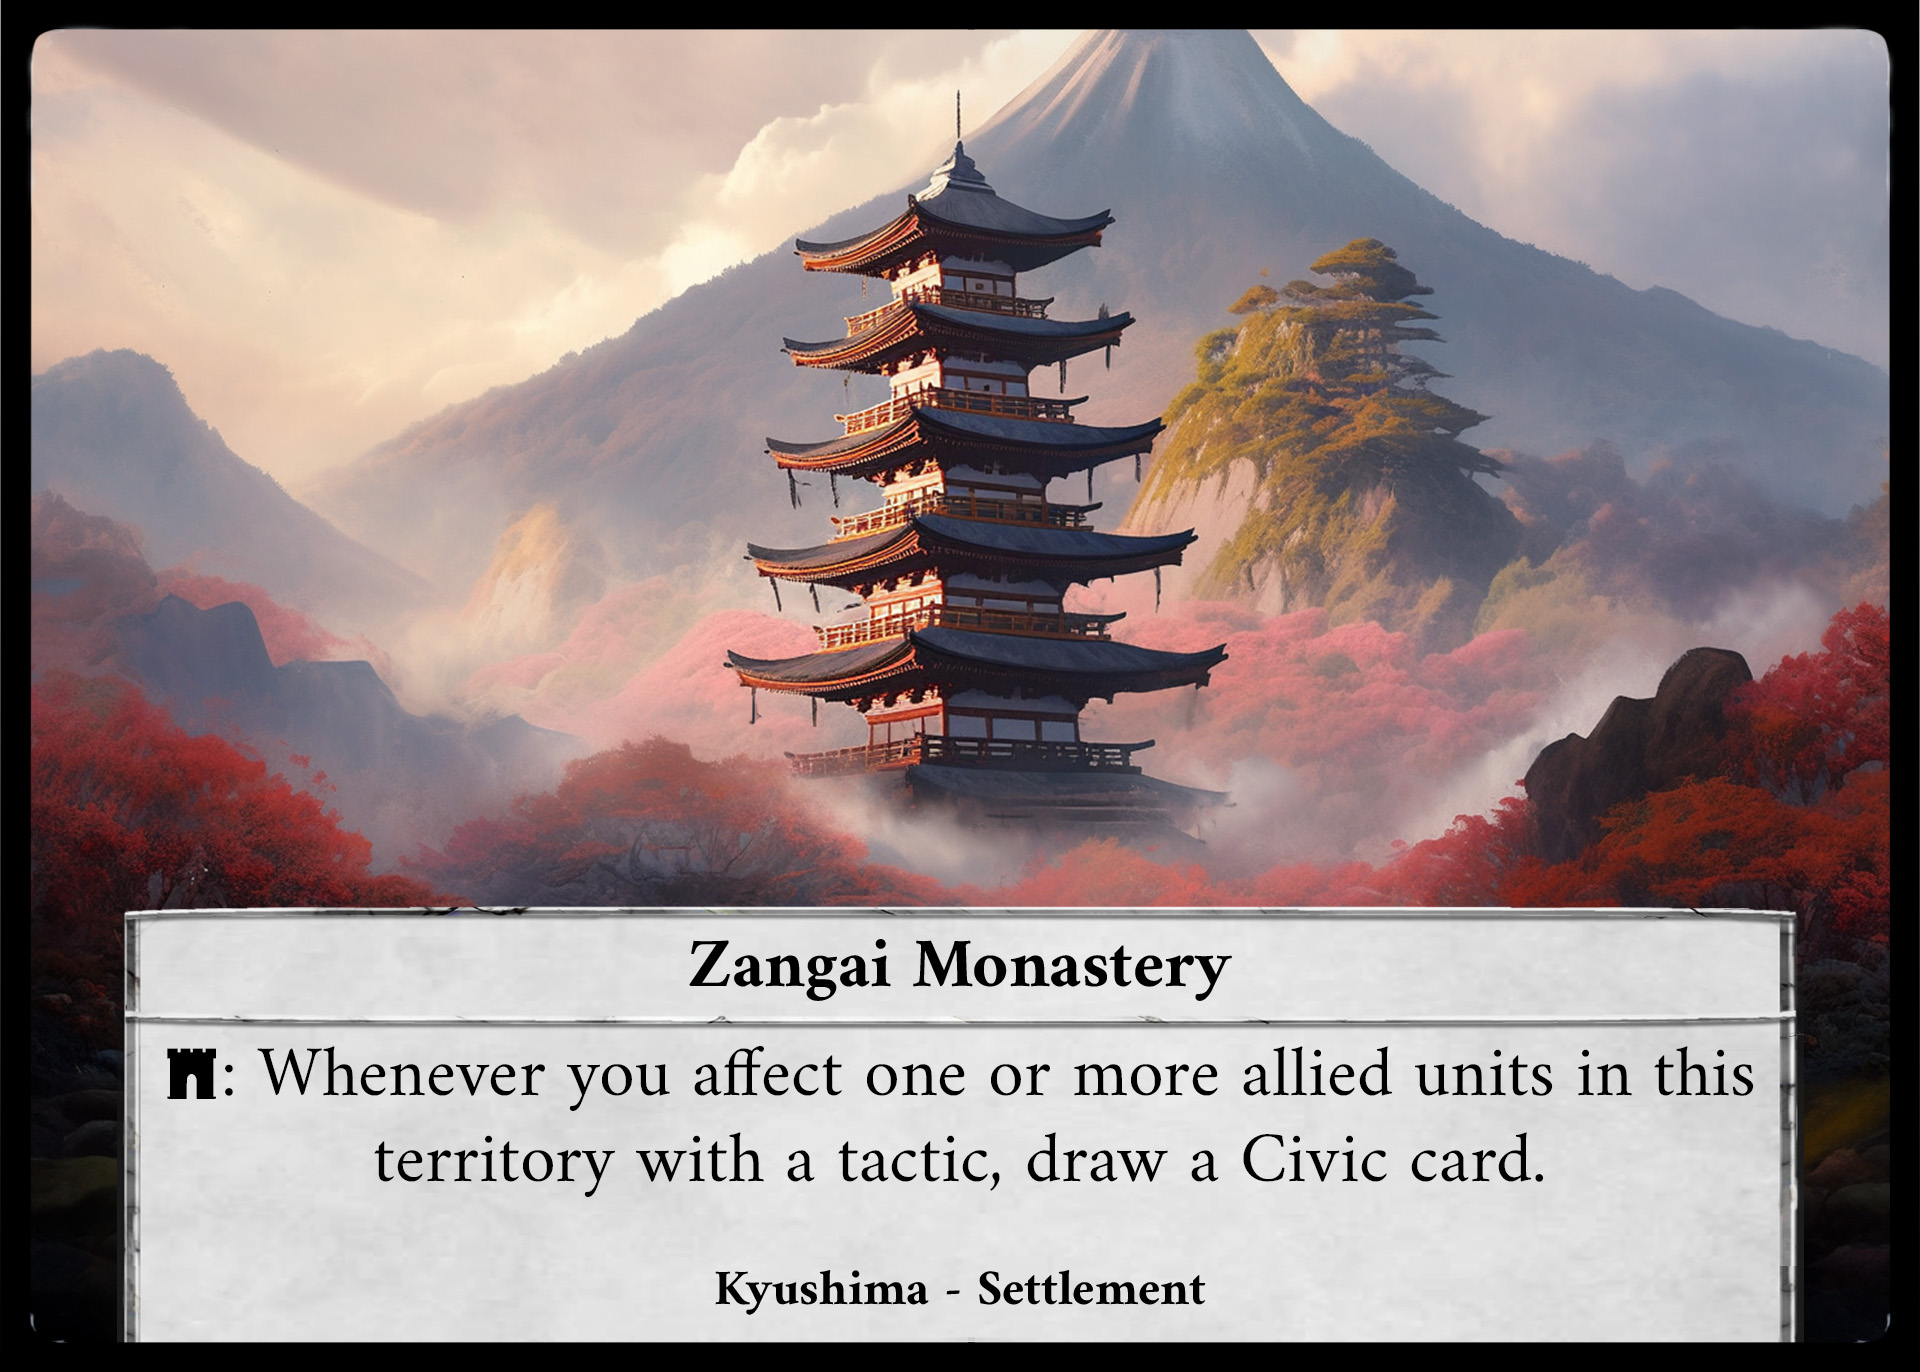 Zangai Monastery
: Whenever you affect one or more allied units in this
territory with a tactic, draw a Civic card.
Kyushima - Settlement